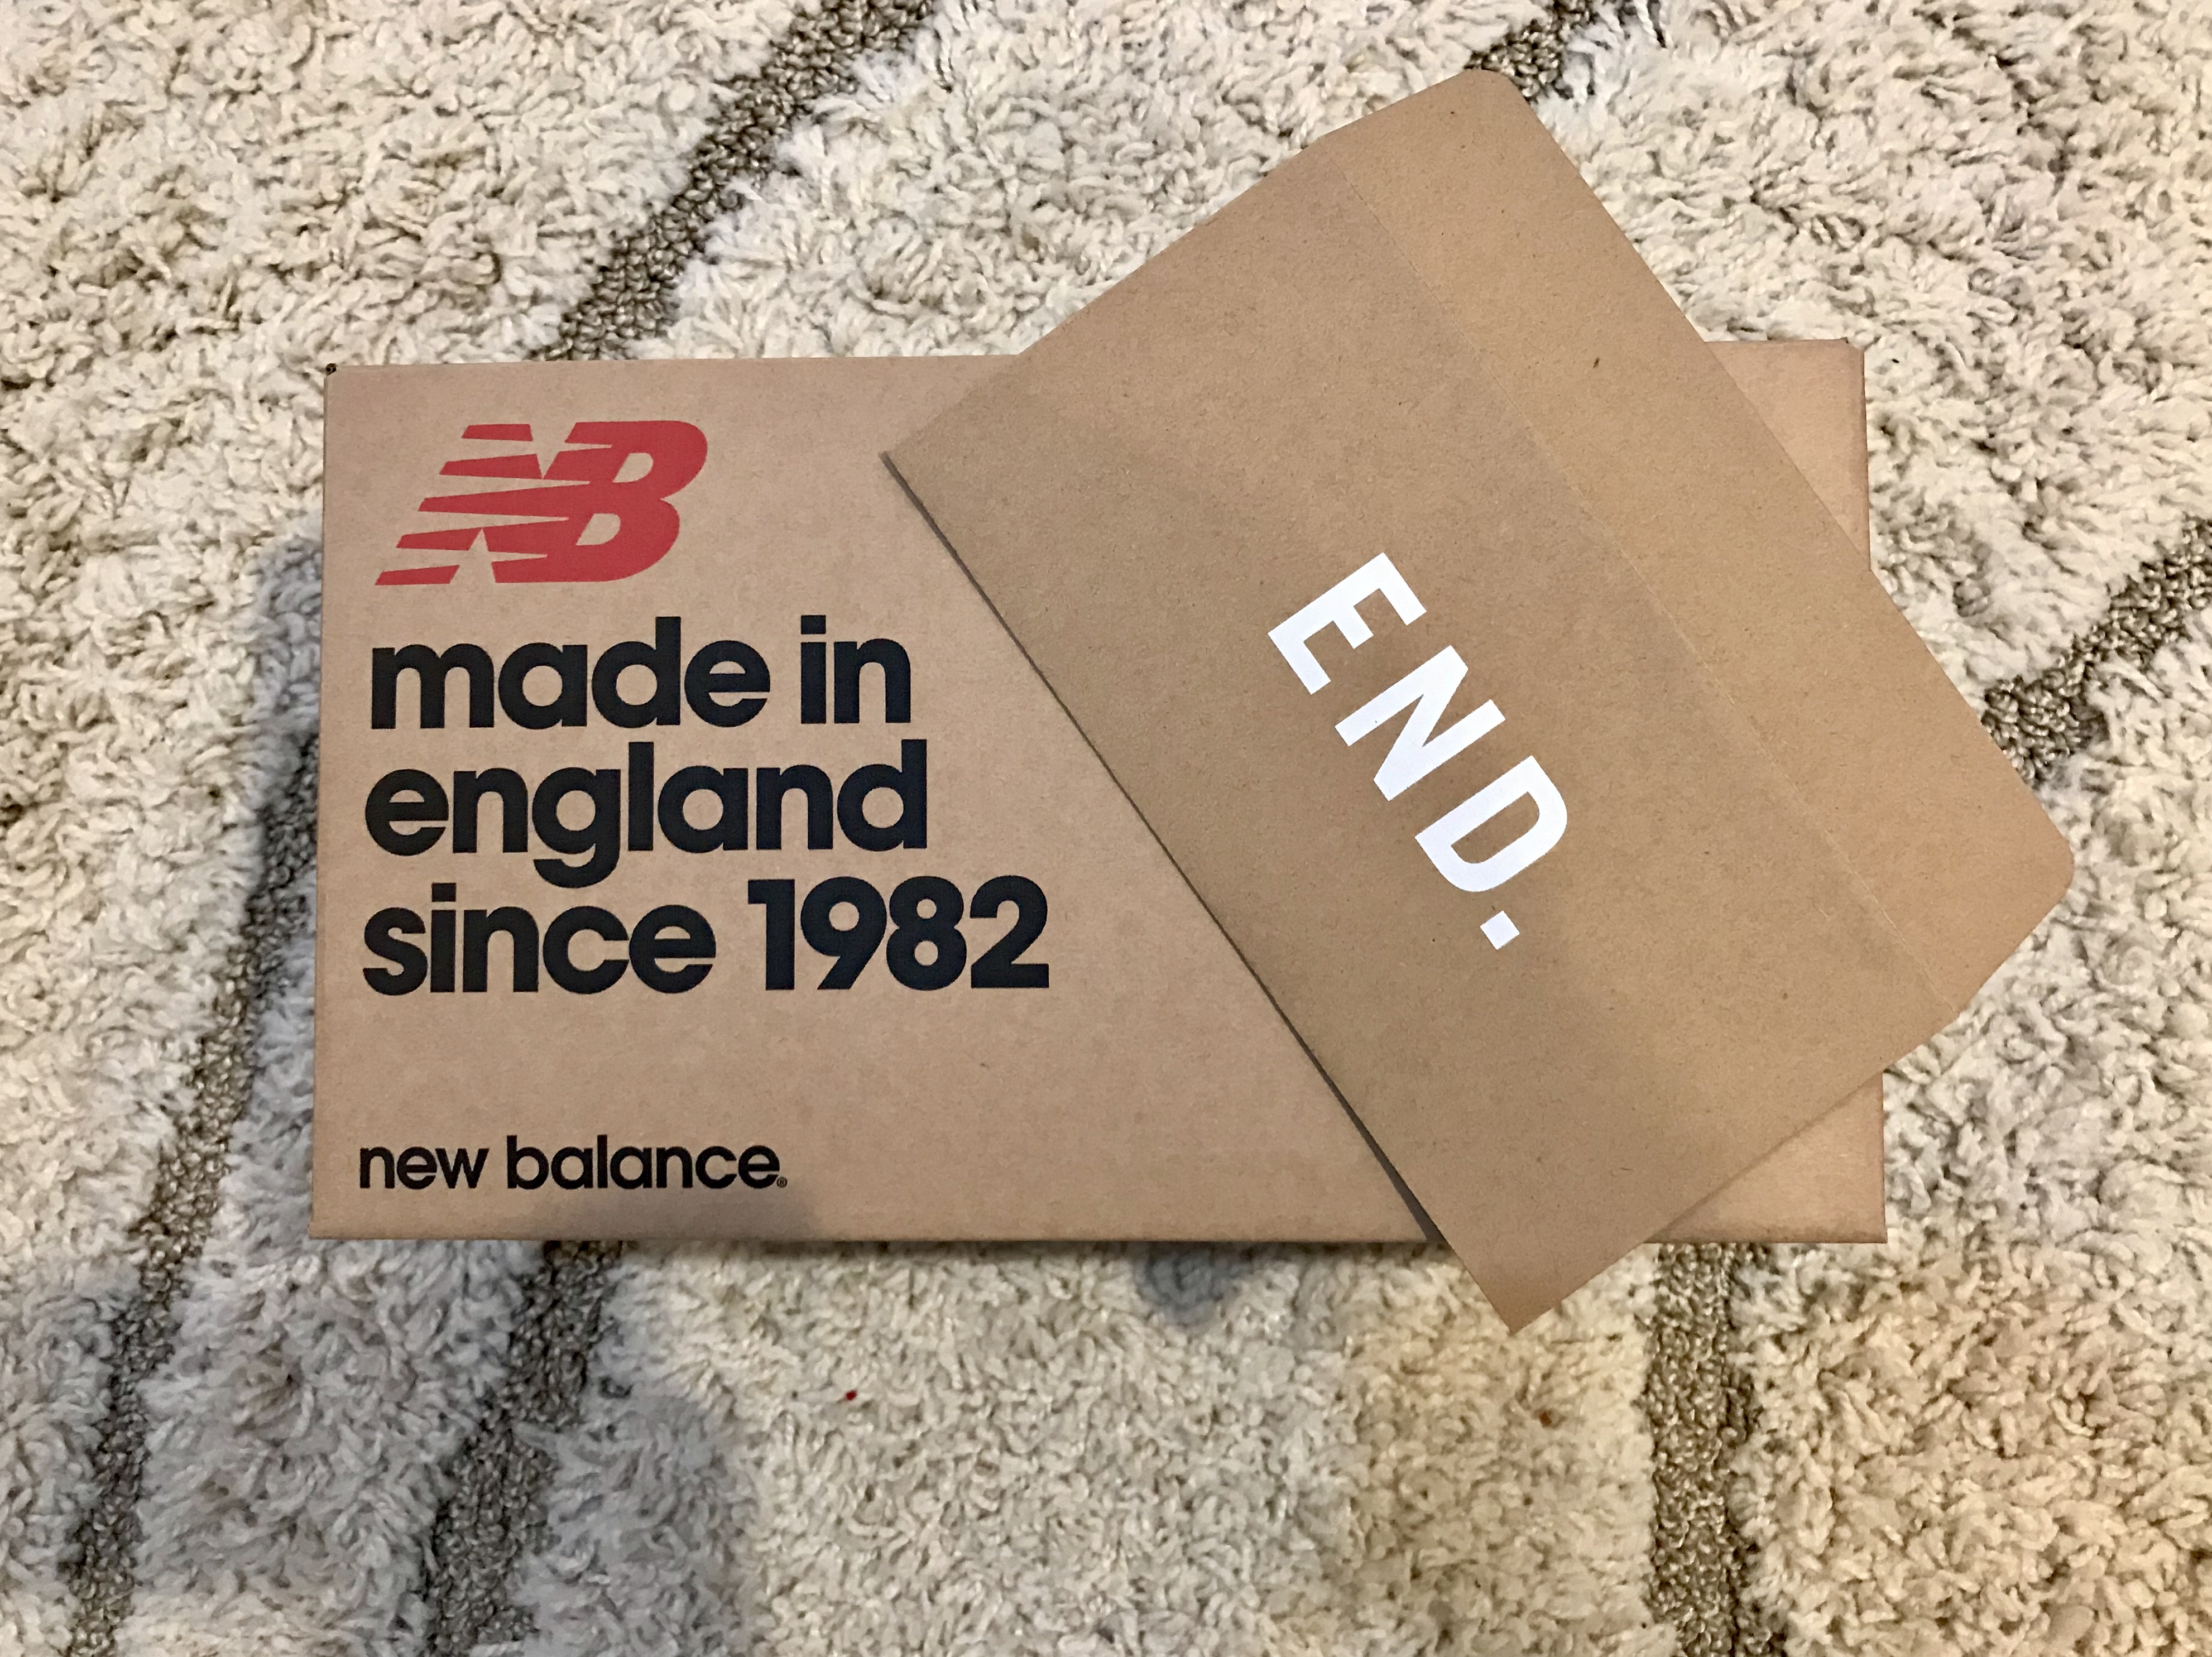 NB
made in
england
since 1982
new balance®
END.